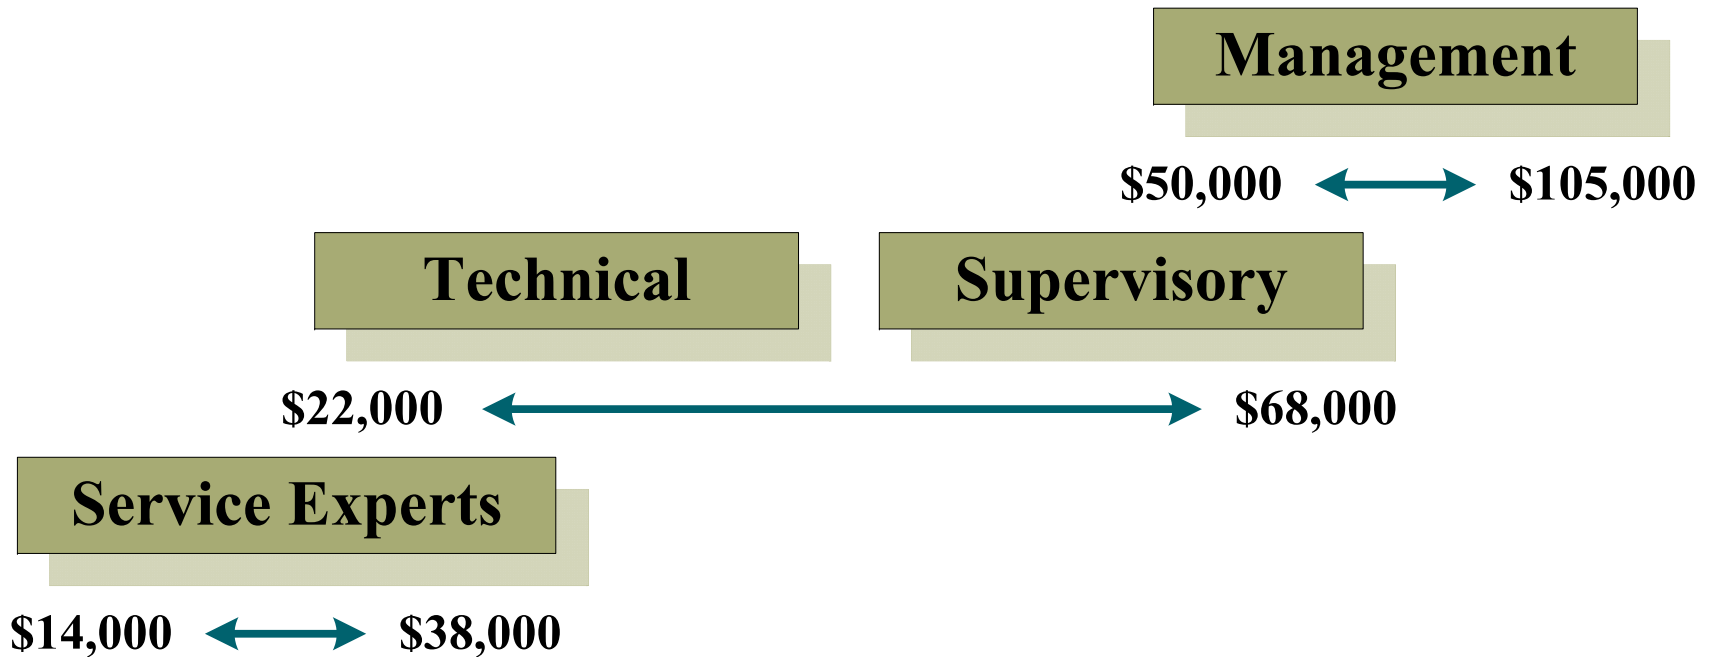 Management
$50,000 $105,000
Technical Supervisory
$22,000 $68,000
Service Experts
$14,000 $38,000